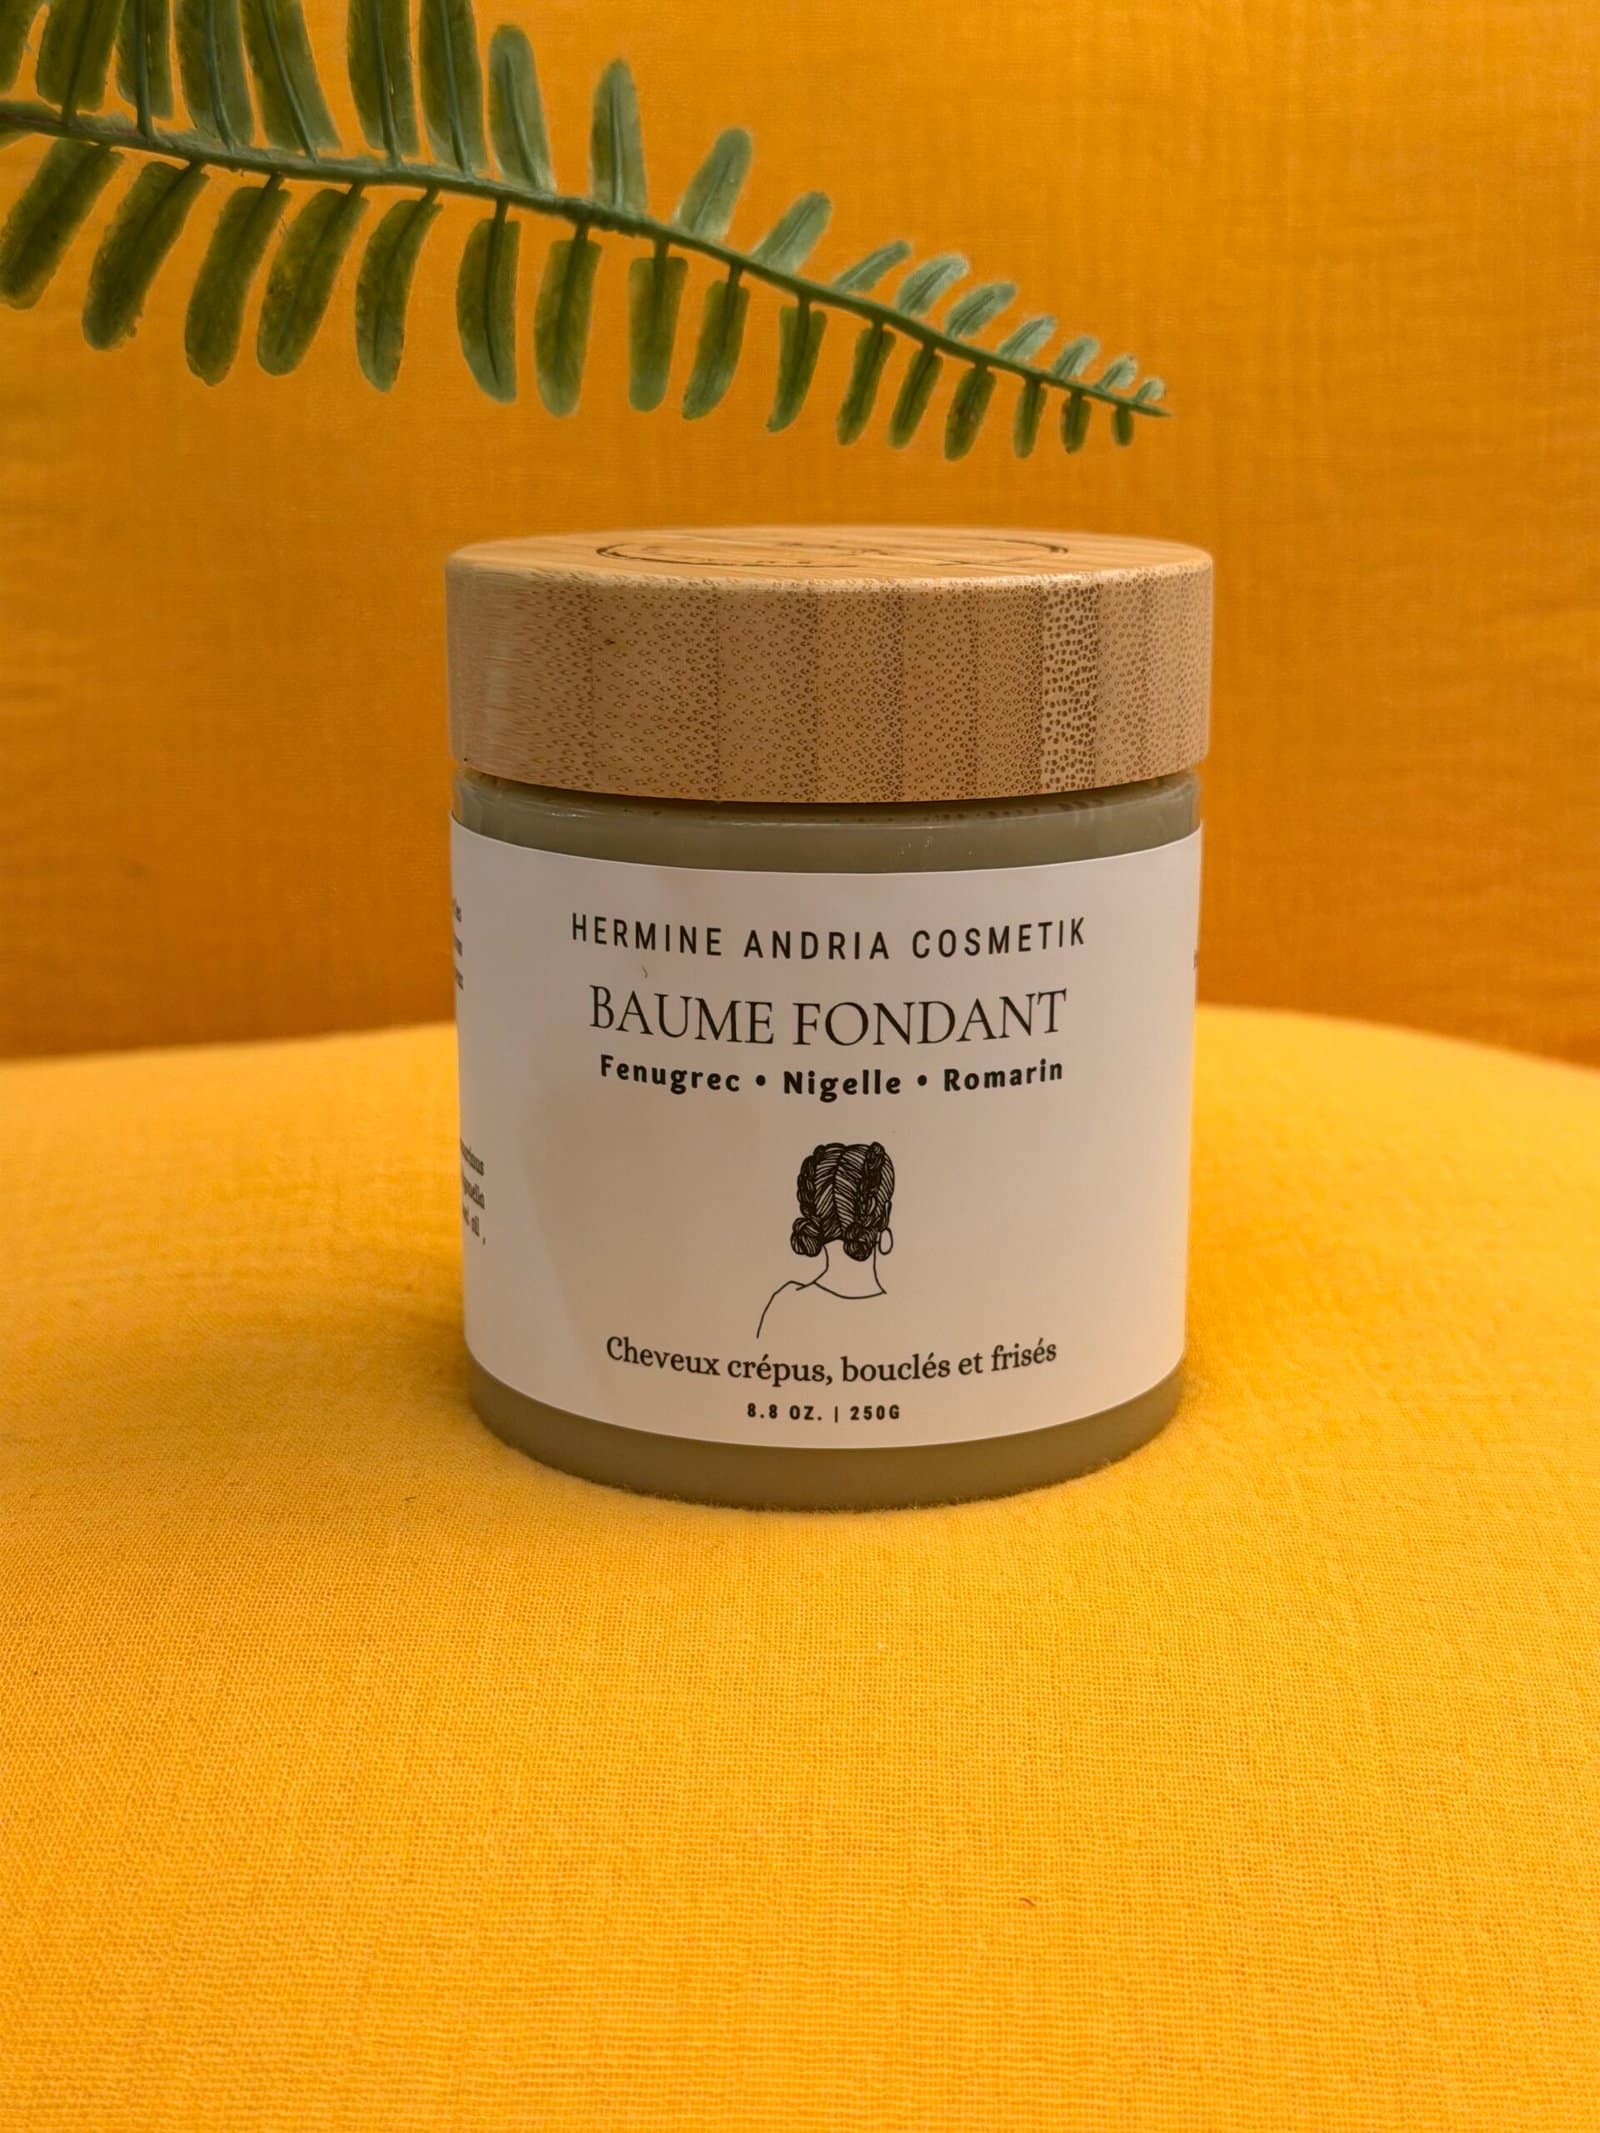 HERMINE ANDRIA COSMETIK
BAUME FONDANT
Fenugrec • Nigelle • Romarin
Cheveux crépus, bouclés et frisés
8.8 OZ. | 250G